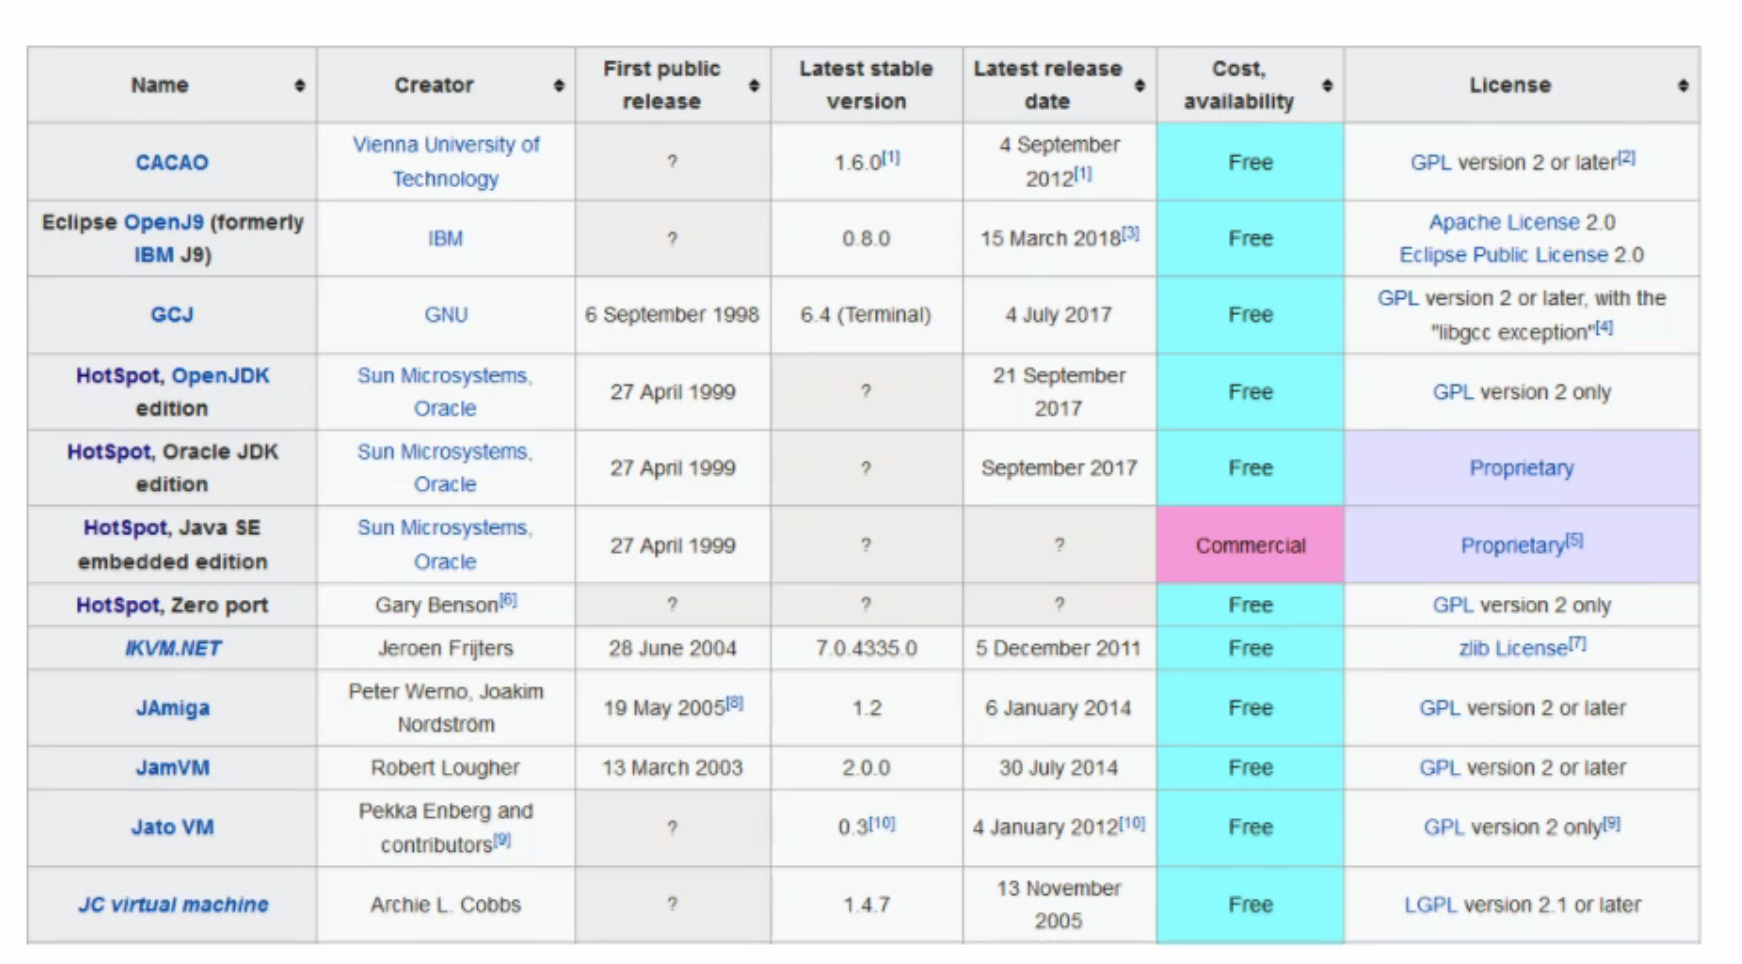 Name Creator First public release Latest stable version Latest release date Cost, availability License
CACAO Vienna University of Technology ? 1.6.0[1] 4 September 2012[1] Free GPL version 2 or later[2]
Eclipse OpenJ9 (formerly IBM J9) IBM ? 0.8.0 15 March 2018[3] Free Apache License 2.0 Eclipse Public License 2.0
GCJ GNU 6 September 1998 6.4 (Terminal) 4 July 2017 Free GPL version 2 or later, with the "libgcc exception"[4]
HotSpot, OpenJDK edition Sun Microsystems, Oracle 27 April 1999 ? 21 September 2017 Free GPL version 2 only
HotSpot, Oracle JDK edition Sun Microsystems, Oracle 27 April 1999 ? September 2017 Free Proprietary
HotSpot, Java SE embedded edition Sun Microsystems, Oracle 27 April 1999 ? ? Commercial Proprietary[5]
HotSpot, Zero port Gary Benson[6] ? ? ? Free GPL version 2 only
IKVM.NET Jeroen Frijters 28 June 2004 7.0.4335.0 5 December 2011 Free zlib License[7]
JAmiga Peter Werno, Joakim Nordström 19 May 2005[8] 1.2 6 January 2014 Free GPL version 2 or later
JamVM Robert Lougher 13 March 2003 2.0.0 30 July 2014 Free GPL version 2 or later
Jato VM Pekka Enberg and contributors[9] ? 0.3[10] 4 January 2012[10] Free GPL version 2 only[9]
JC virtual machine Archie L. Cobbs ? 1.4.7 13 November 2005 Free LGPL version 2.1 or later